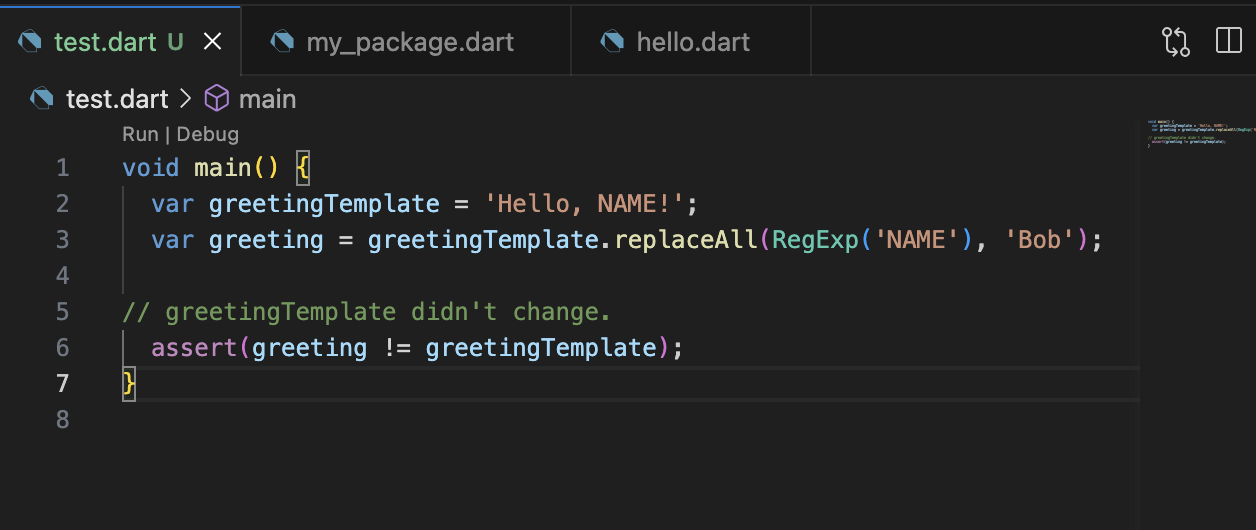 test.dart U
my_package.dart
hello.dart
test.dart > main
Run | Debug
1 void main() {
2   var greetingTemplate = 'Hello, NAME!';
3   var greeting = greetingTemplate.replaceAll(RegExp('NAME'), 'Bob');
4
5 // greetingTemplate didn't change.
6   assert(greeting != greetingTemplate);
7 }
8